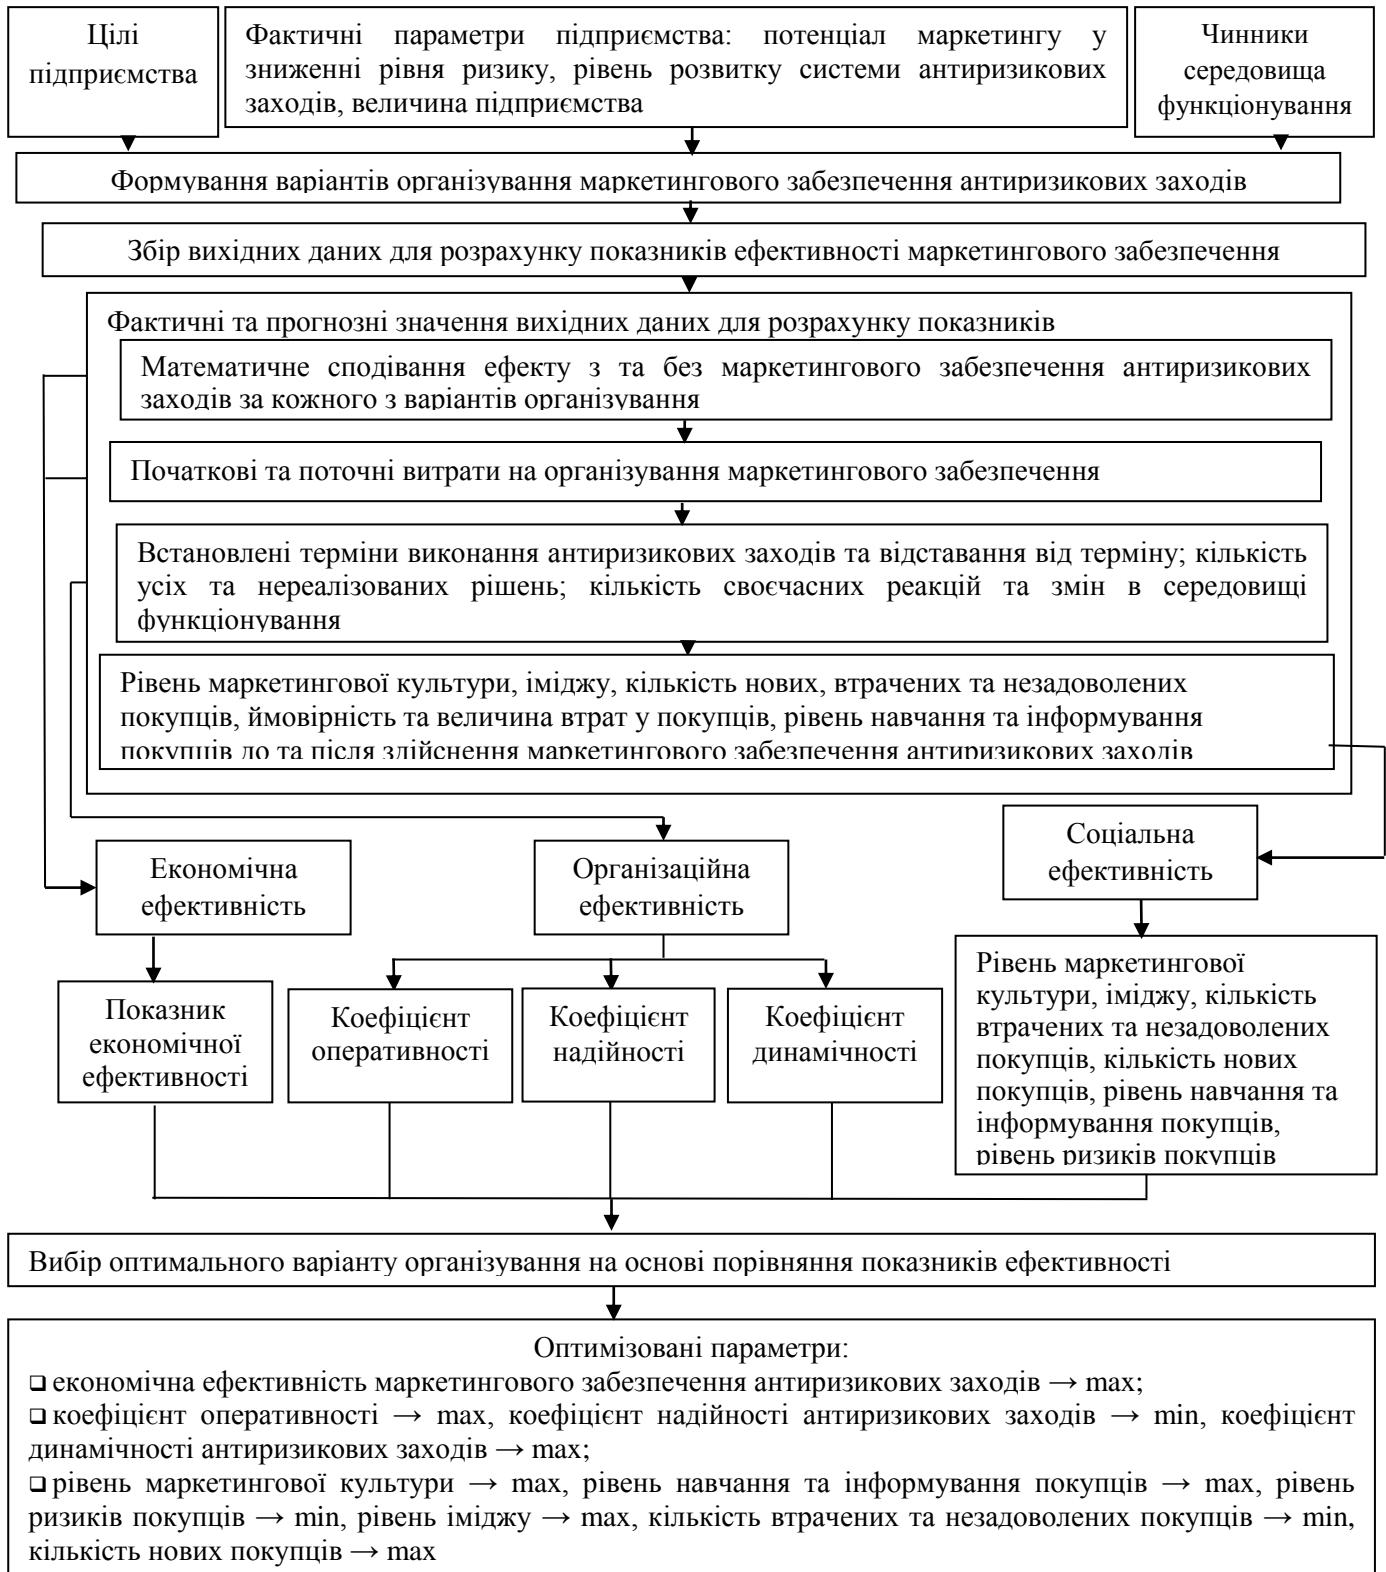 Цілі
підприємства
Фактичні параметри підприємства: потенціал маркетингу у
зниженні рівня ризику, рівень розвитку системи антиризикових
заходів, величина підприємства
Чинники
середовища
функціонування
Формування варіантів організування маркетингового забезпечення антиризикових заходів
Збір вихідних даних для розрахунку показників ефективності маркетингового забезпечення
Фактичні та прогнозні значення вихідних даних для розрахунку показників
Математичне сподівання ефекту з та без маркетингового забезпечення антиризикових
заходів за кожного з варіантів організування
Початкові та поточні витрати на організування маркетингового забезпечення
Встановлені терміни виконання антиризикових заходів та відставання від терміну; кількість
усіх та нереалізованих рішень; кількість своєчасних реакцій та змін в середовищі
функціонування
Рівень маркетингової культури, іміджу, кількість нових, втрачених та незадоволених
покупців, ймовірність та величина втрат у покупців, рівень навчання та інформування
покупців до та після здійснення маркетингового забезпечення антиризикових заходів
Економічна
ефективність
Організаційна
ефективність
Соціальна
ефективність
Показник
економічної
ефективності
Коефіцієнт
оперативності
Коефіцієнт
надійності
Коефіцієнт
динамічності
Рівень маркетингової
культури, іміджу, кількість
втрачених та незадоволених
покупців, кількість нових
покупців, рівень навчання та
інформування покупців,
рівень ризиків покупців
Вибір оптимального варіанту організування на основі порівняння показників ефективності
Оптимізовані параметри:
❑ економічна ефективність маркетингового забезпечення антиризикових заходів → max;
❑ коефіцієнт оперативності → max, коефіцієнт надійності антиризикових заходів → min, коефіцієнт
динамічності антиризикових заходів → max;
❑ рівень маркетингової культури → max, рівень навчання та інформування покупців → max, рівень
ризиків покупців → min, рівень іміджу → max, кількість втрачених та незадоволених покупців → min,
кількість нових покупців → max